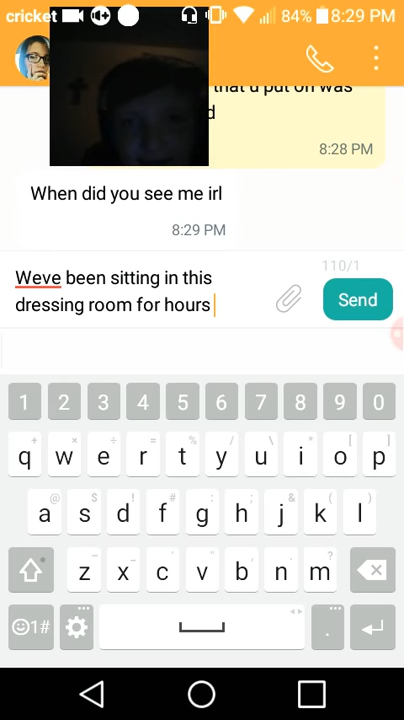 cricket 84% 8:29 PM
that u put on was
d
8:28 PM
When did you see me irl
8:29 PM
110/1
Weve been sitting in this
dressing room for hours
Send
1 2 3 4 5 6 7 8 9 0
+ × ÷ = % / \ * [ ]
q w e r t y u i o p
@ $ ! # : ; & ( )
a s d f g h j k l
?
z x c v b n m
1# .